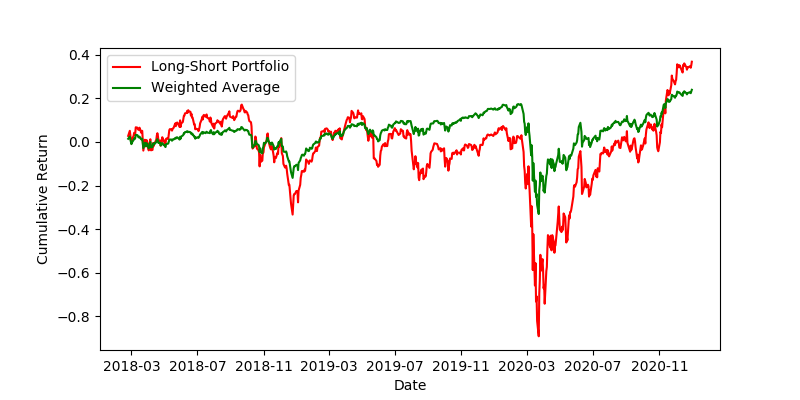 Long-Short Portfolio
Weighted Average
0.4
0.2
0.0
−0.2
−0.4
−0.6
−0.8
Cumulative Return
2018-03 2018-07 2018-11 2019-03 2019-07 2019-11 2020-03 2020-07 2020-11
Date